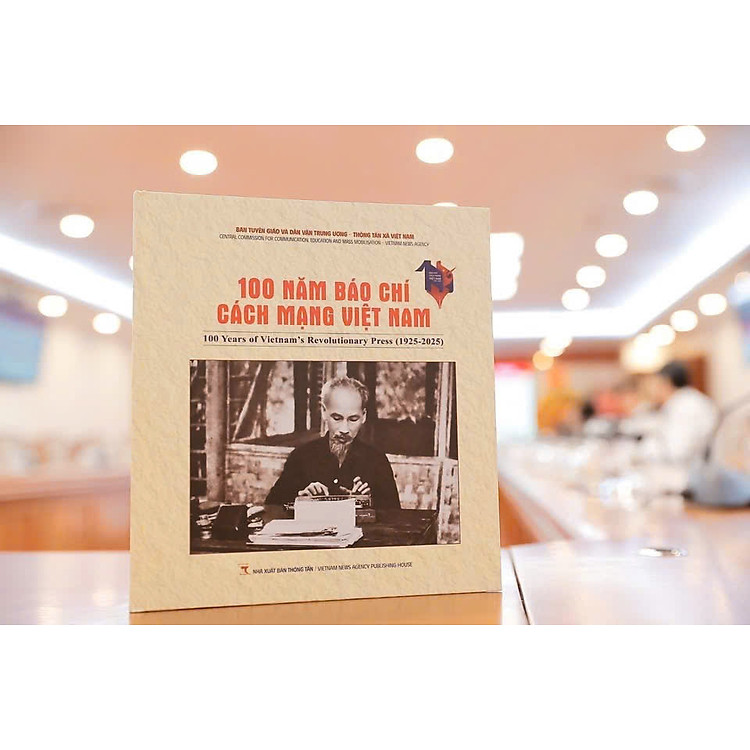 BAN TUYÊN GIÁO VÀ DÂN VẬN TRUNG ƯƠNG - THÔNG TẤN XÃ VIỆT NAM
CENTRAL COMMISSION FOR COMMUNICATION, EDUCATION AND MASS MOBILISATION - VIETNAM NEWS AGENCY
100 NĂM BÁO CHÍ
CÁCH MẠNG VIỆT NAM
100 Years of Vietnam's Revolutionary Press (1925-2025)
NHÀ XUẤT BẢN THÔNG TẤN / VIETNAM NEWS AGENCY PUBLISHING HOUSE